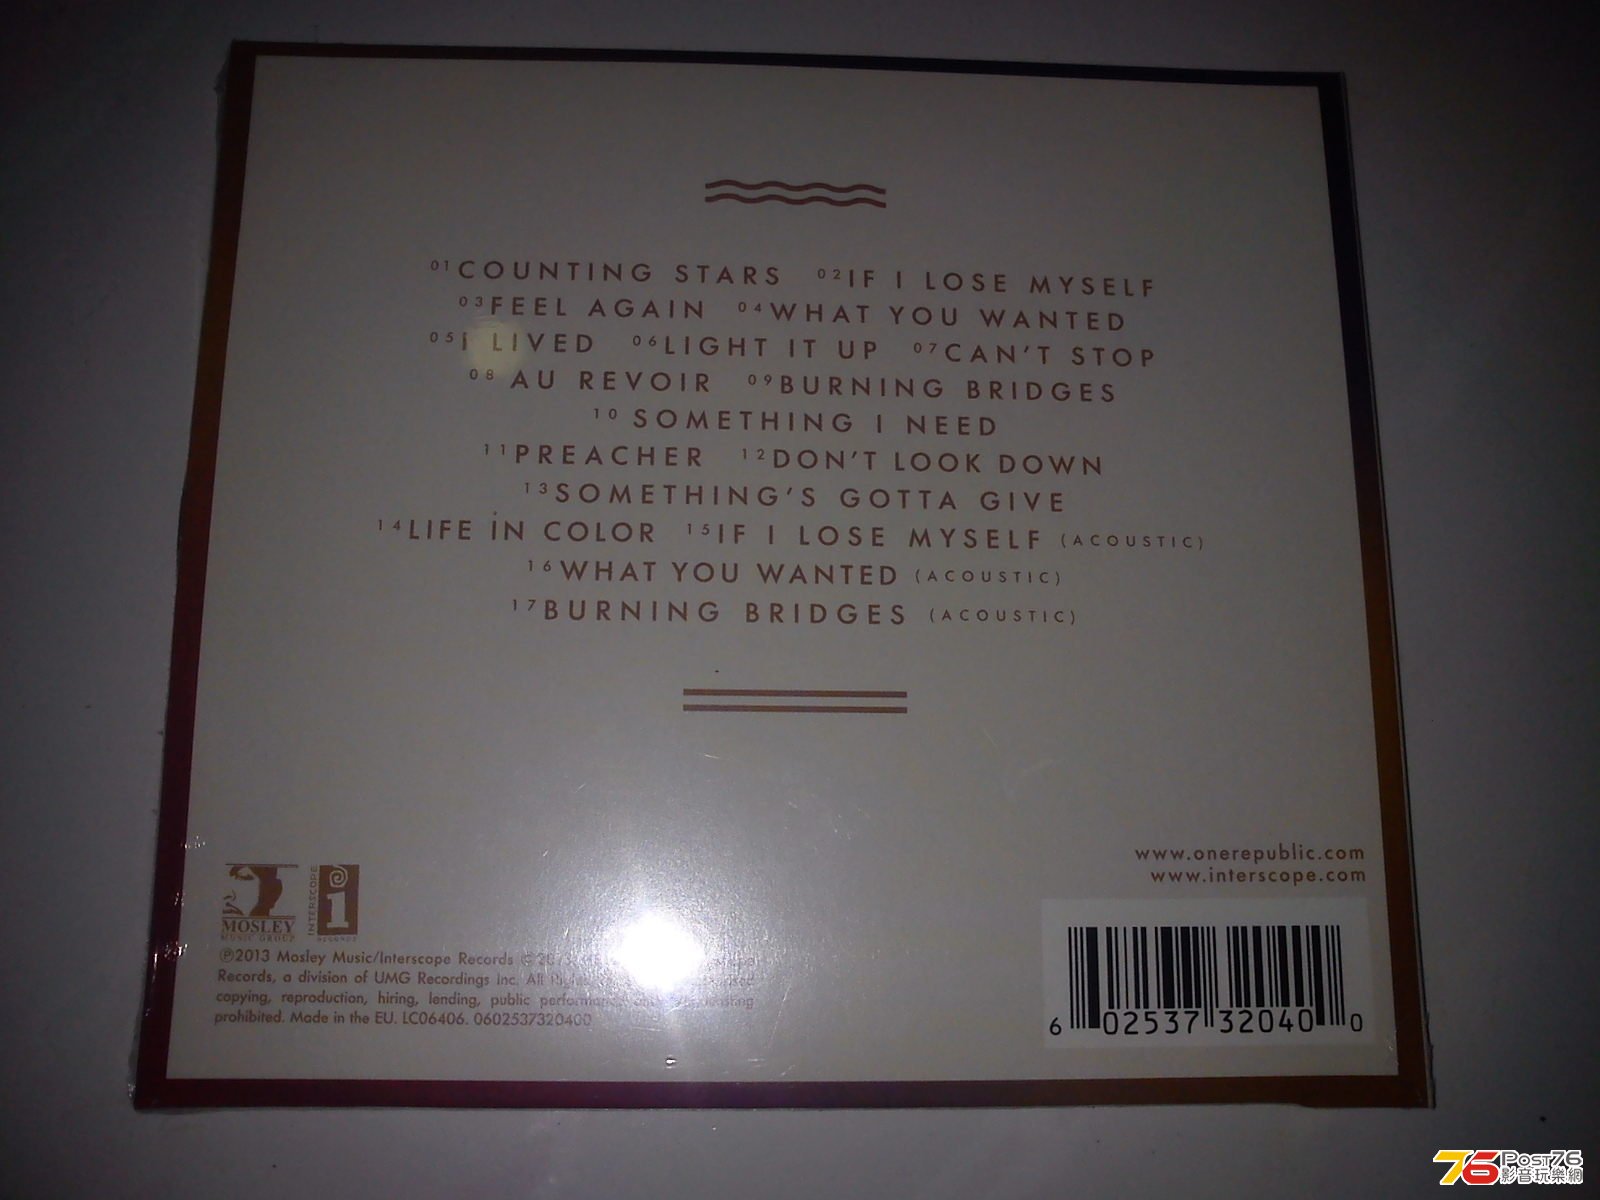 01 COUNTING STARS 02 IF I LOSE MYSELF
03 FEEL AGAIN 04 WHAT YOU WANTED
05 I LIVED 06 LIGHT IT UP 07 CAN'T STOP
08 AU REVOIR 09 BURNING BRIDGES
10 SOMETHING I NEED
11 PREACHER 12 DON'T LOOK DOWN
13 SOMETHING'S GOTTA GIVE
14 LIFE IN COLOR 15 IF I LOSE MYSELF (ACOUSTIC)
16 WHAT YOU WANTED (ACOUSTIC)
17 BURNING BRIDGES (ACOUSTIC)
www.onerepublic.com
www.interscope.com
MOSLEY
MUSIC GROUP
INTERSCOPE
i
RECORDS
℗2013 Mosley Music/Interscope Records ©
Records, a division of UMG Recordings Inc. All
copying, reproduction, hiring, lending, public
prohibited. Made in the EU. LC06406. 0602537320400
6 02537 32040 0
76 Post76
影音玩樂網